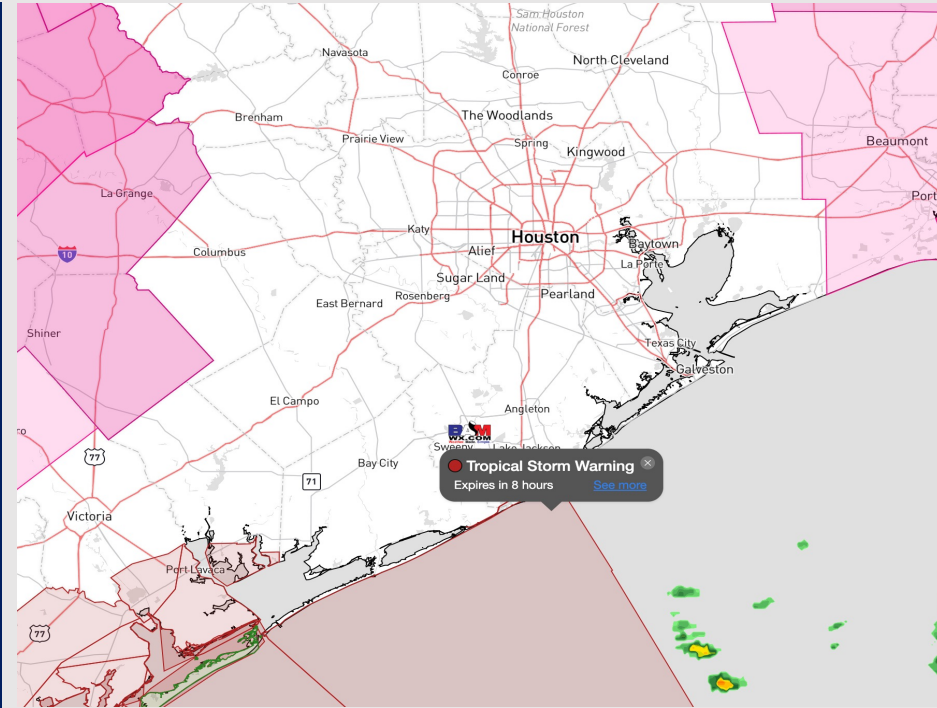 Sam Houston
National Forest
Navasota
North Cleveland
Conroe
Brenham
The Woodlands
Prairie View
Spring
Kingwood
Beaumont
La Grange
Port
Houston
Katy
Alief
Baytown
10
Columbus
La Porte
Sugar Land
Rosenberg
Pearland
East Bernard
Shiner
Texas City
Galveston
El Campo
Angleton
BAM
WX.COM
Sweeny
Lake Jackson
77
Bay City
Tropical Storm Warning
Expires in 8 hours
See more
71
Victoria
Port Lavaca
77